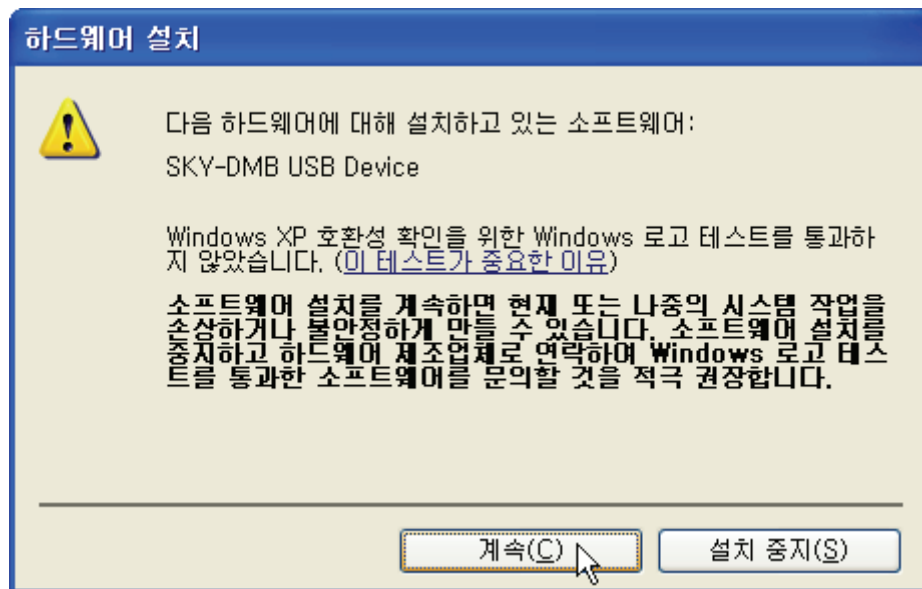 하드웨어 설치
다음 하드웨어에 대해 설치하고 있는 소프트웨어:
SKY-DMB USB Device
Windows XP 호환성 확인을 위한 Windows 로고 테스트를 통과하
지 않았습니다. (이 테스트가 중요한 이유)
소프트웨어 설치를 계속하면 현재 또는 나중의 시스템 작업을
손상하거나 불안정하게 만들 수 있습니다. 소프트웨어 설치를
중지하고 하드웨어 제조업체로 연락하여 Windows 로고 테스
트를 통과한 소프트웨어를 문의할 것을 적극 권장합니다.
계속(C)
설치 중지(S)